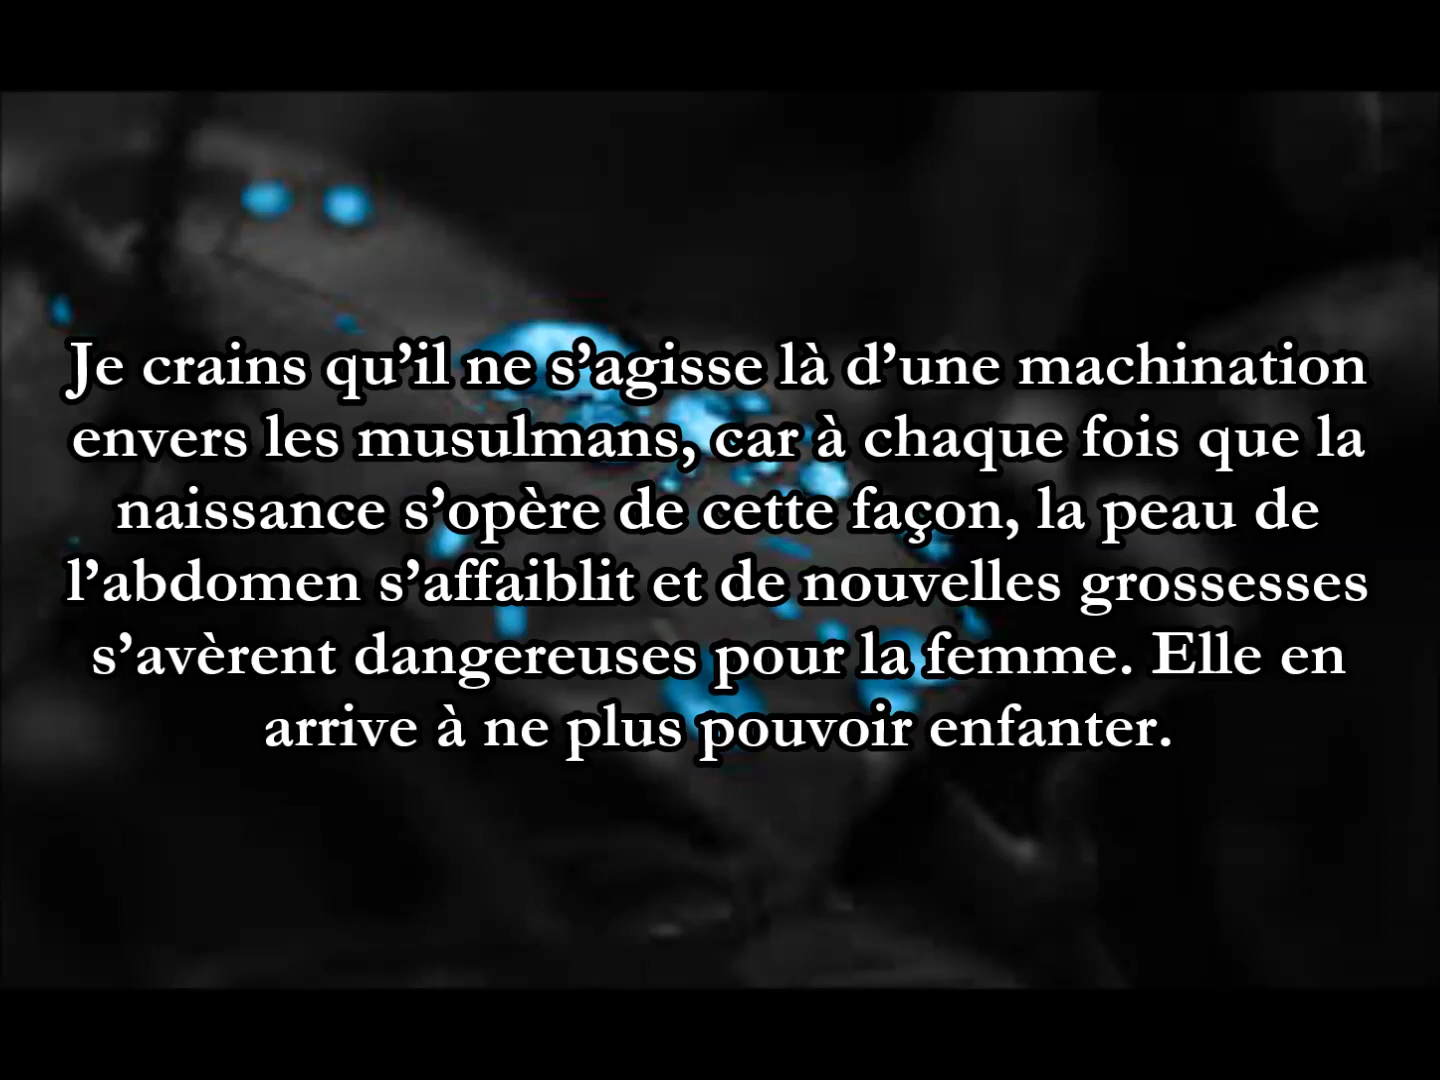 Je crains qu’il ne s’agisse là d’une machination
envers les musulmans, car à chaque fois que la
naissance s’opère de cette façon, la peau de
l’abdomen s’affaiblit et de nouvelles grossesses
s’avèrent dangereuses pour la femme. Elle en
arrive à ne plus pouvoir enfanter.